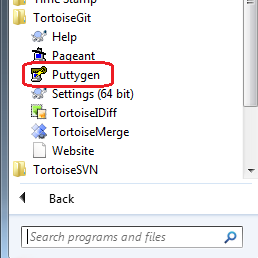 Time Stamp
TortoiseGit
Help
Pageant
Puttygen
Settings (64 bit)
TortoiseIDiff
TortoiseMerge
Website
TortoiseSVN
Back
Search programs and files